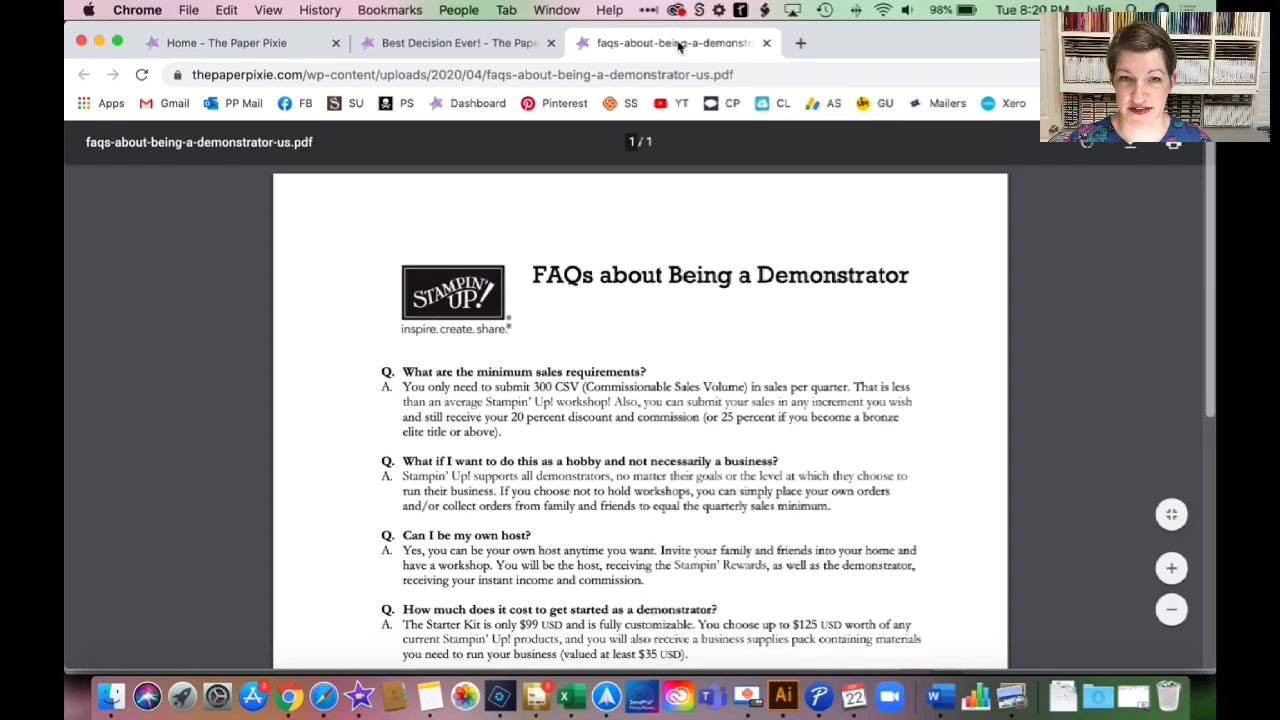 Chrome File Edit View History Bookmarks People Tab Window Help 98% Tue 8:20 PM Julie
Home - The Paper Pixie
Best Decision Ever! - The Pape
faqs-about-being-a-demonstr
thepaperpixie.com/wp-content/uploads/2020/04/faqs-about-being-a-demonstrator-us.pdf
Apps Gmail PP Mail FB SU PS Dashboard Pinterest SS YT CP CL AS GU Mailers Xero
faqs-about-being-a-demonstrator-us.pdf
1 / 1
STAMPIN' UP!
inspire. create. share.®
FAQs about Being a Demonstrator
Q. What are the minimum sales requirements?
A. You only need to submit 300 CSV (Commissionable Sales Volume) in sales per quarter. That is less
than an average Stampin' Up! workshop! Also, you can submit your sales in any increment you wish
and still receive your 20 percent discount and commission (or 25 percent if you become a bronze
elite title or above).
Q. What if I want to do this as a hobby and not necessarily a business?
A. Stampin' Up! supports all demonstrators, no matter their goals or the level at which they choose to
run their business. If you choose not to hold workshops, you can simply place your own orders
and/or collect orders from family and friends to equal the quarterly sales minimum.
Q. Can I be my own host?
A. Yes, you can be your own host anytime you want. Invite your family and friends into your home and
have a workshop. You will be the host, receiving the Stampin' Rewards, as well as the demonstrator,
receiving your instant income and commission.
Q. How much does it cost to get started as a demonstrator?
A. The Starter Kit is only $99 USD and is fully customizable. You choose up to $125 USD worth of any
current Stampin' Up! products, and you will also receive a business supplies pack containing materials
you need to run your business (valued at least $35 USD).